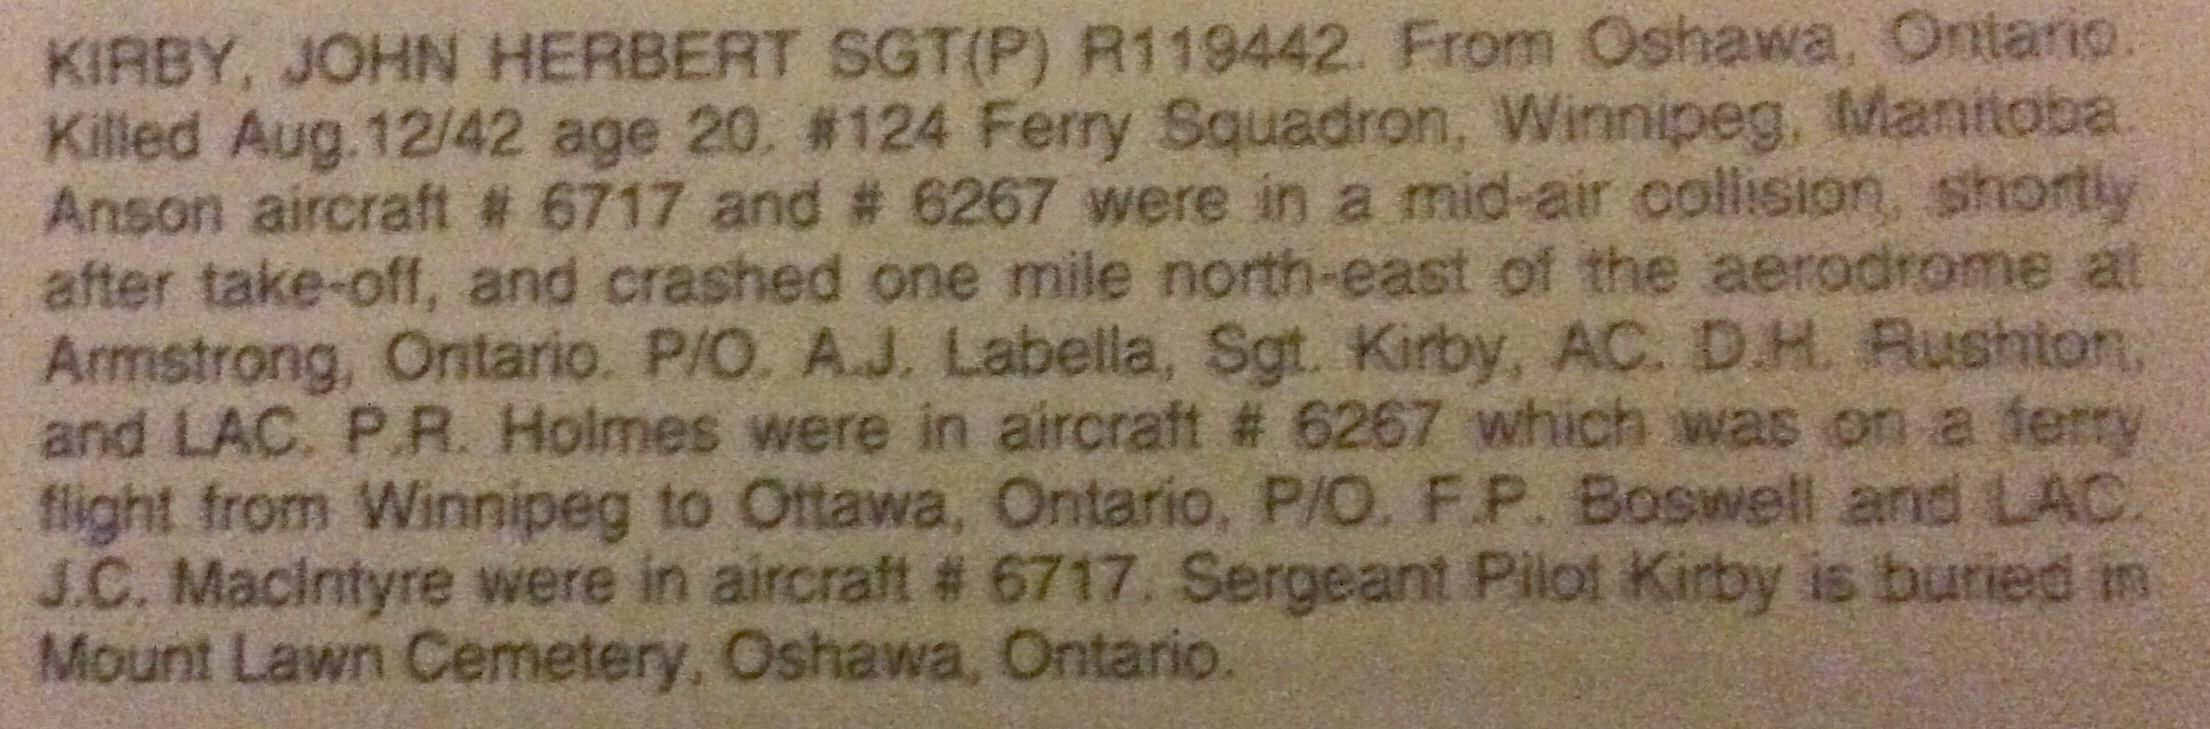 KIRBY, JOHN HERBERT SGT(P) R119442. From Oshawa, Ontario.
Killed Aug.12/42 age 20. #124 Ferry Squadron, Winnipeg, Manitoba.
Anson aircraft # 6717 and # 6267 were in a mid-air collision, shortly
after take-off, and crashed one mile north-east of the aerodrome at
Armstrong, Ontario. P/O. A.J. Labella, Sgt. Kirby, AC. D.H. Rushton,
and LAC. P.R. Holmes were in aircraft # 6267 which was on a ferry
flight from Winnipeg to Ottawa, Ontario, P/O. F.P. Boswell and LAC.
J.C. MacIntyre were in aircraft # 6717. Sergeant Pilot Kirby is buried in
Mount Lawn Cemetery, Oshawa, Ontario.